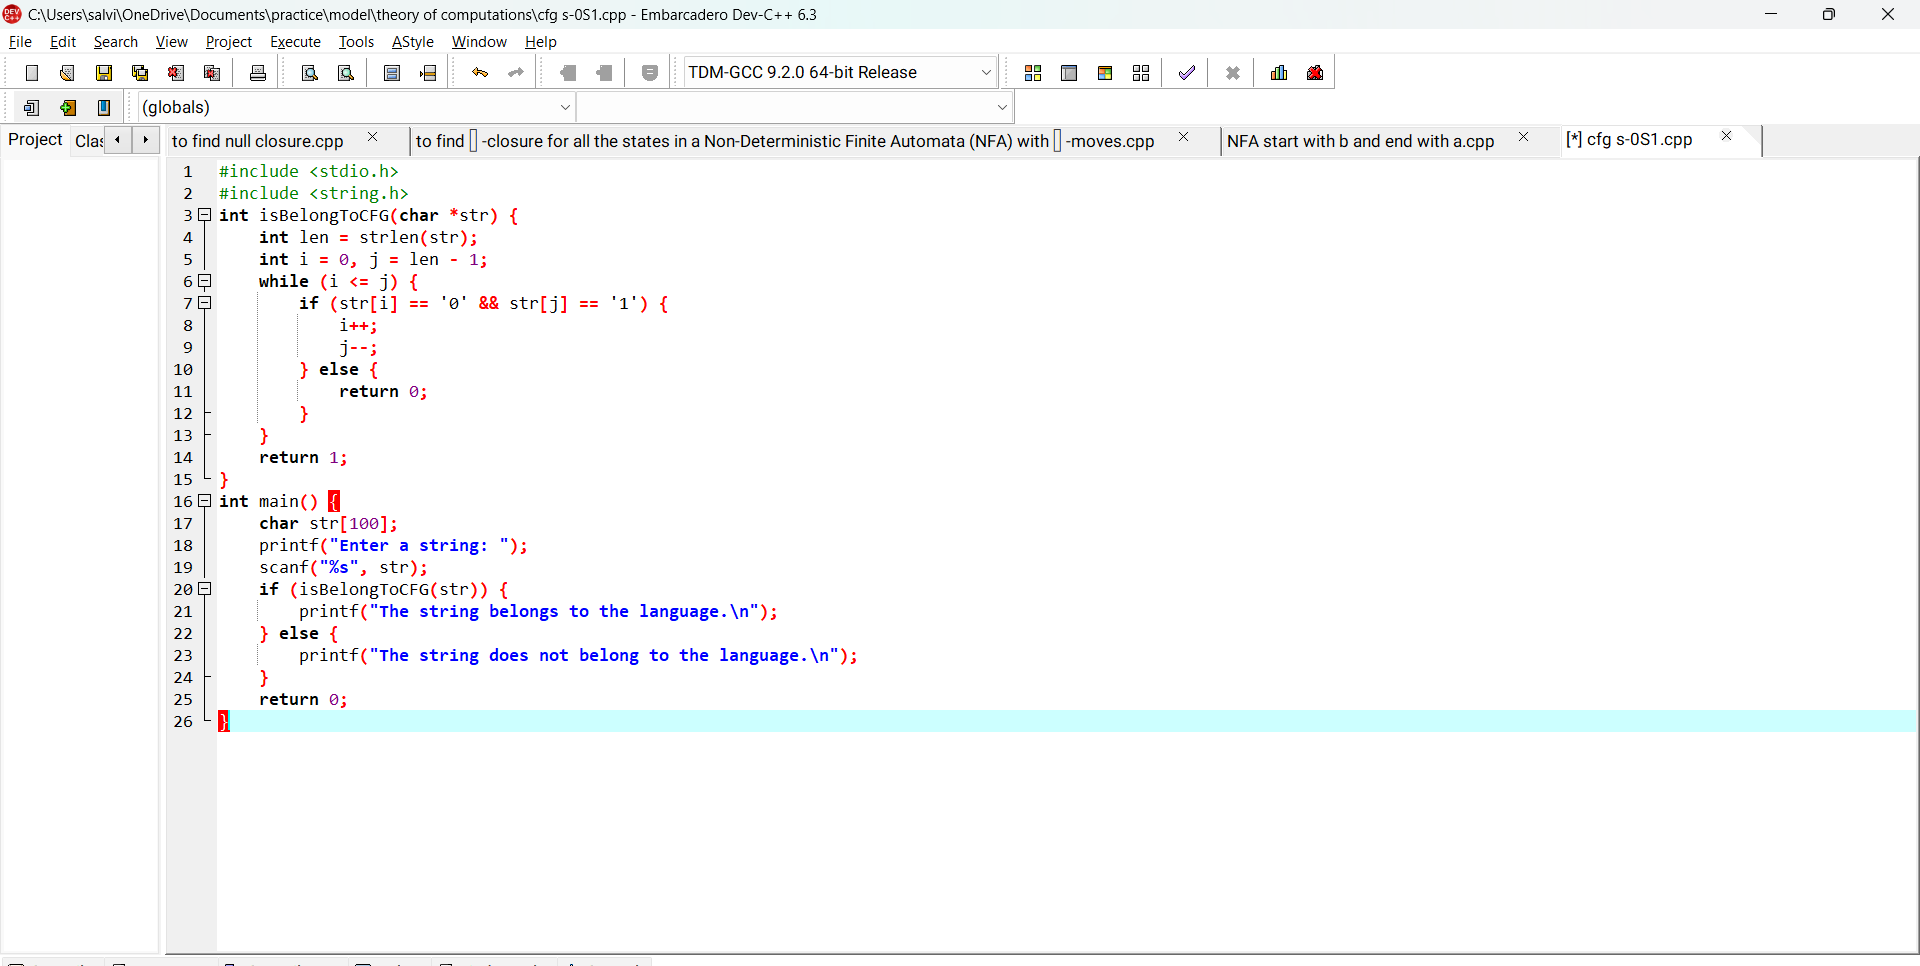 C:\Users\salvi\OneDrive\Documents\practice\model\theory of computations\cfg s-0S1.cpp - Embarcadero Dev-C++ 6.3
File Edit Search View Project Execute Tools AStyle Window Help
TDM-GCC 9.2.0 64-bit Release
(globals)
Project Clas to find null closure.cpp to find -closure for all the states in a Non-Deterministic Finite Automata (NFA) with -moves.cpp NFA start with b and end with a.cpp [*] cfg s-0S1.cpp
1 #include <stdio.h>
2 #include <string.h>
3 int isBelongToCFG(char *str) {
4 int len = strlen(str);
5 int i = 0, j = len - 1;
6 while (i <= j) {
7 if (str[i] == '0' && str[j] == '1') {
8 i++;
9 j--;
10 } else {
11 return 0;
12 }
13 }
14 return 1;
15 }
16 int main() {
17 char str[100];
18 printf("Enter a string: ");
19 scanf("%s", str);
20 if (isBelongToCFG(str)) {
21 printf("The string belongs to the language.\n");
22 } else {
23 printf("The string does not belong to the language.\n");
24 }
25 return 0;
26 }